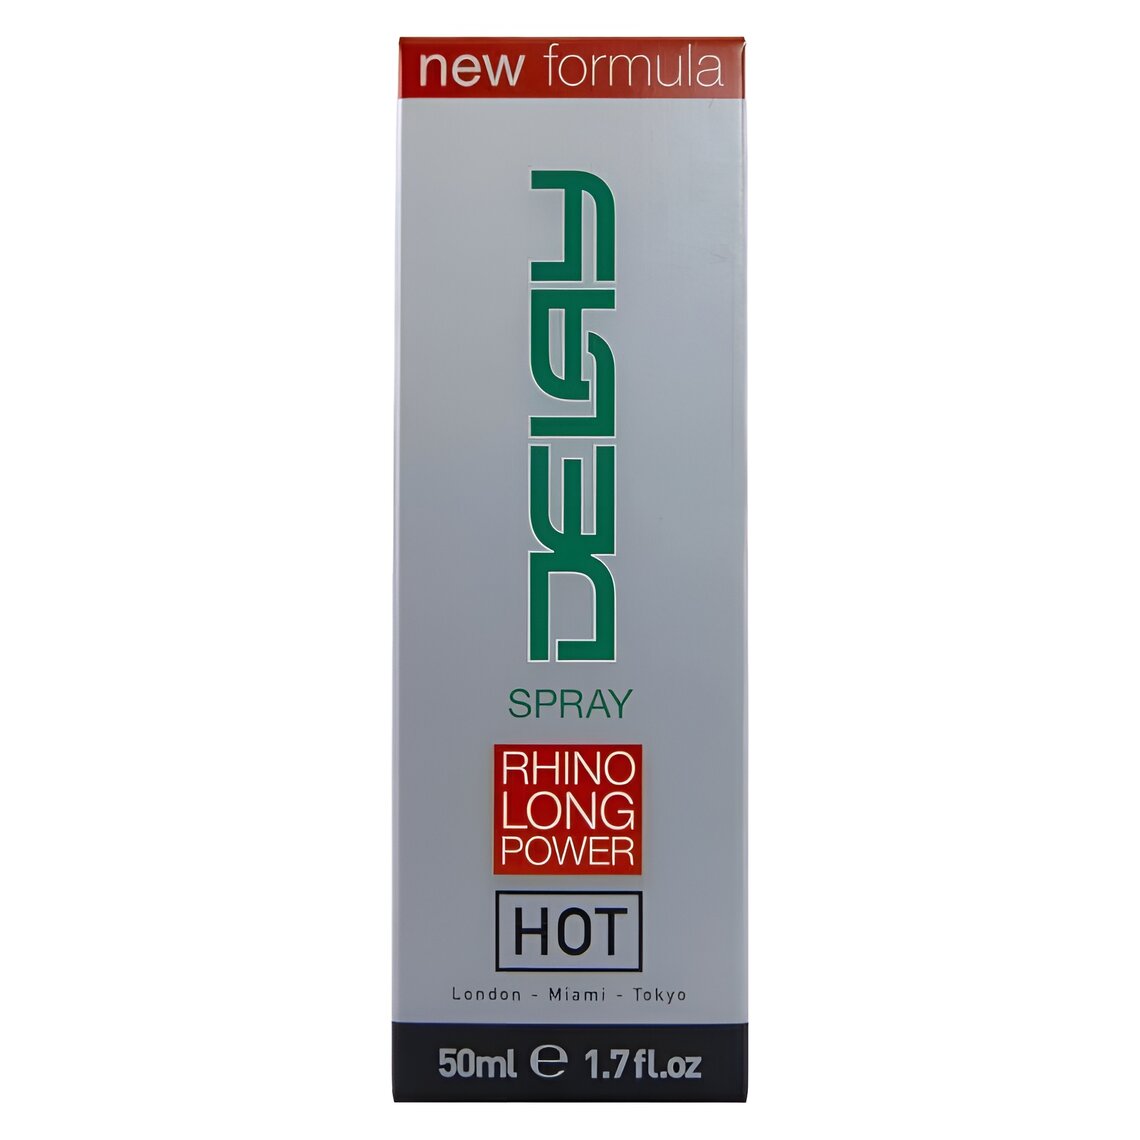 new formula
DELAY
SPRAY
RHINO
LONG
POWER
HOT
London - Miami - Tokyo
50ml ℮ 1.7 fl.oz